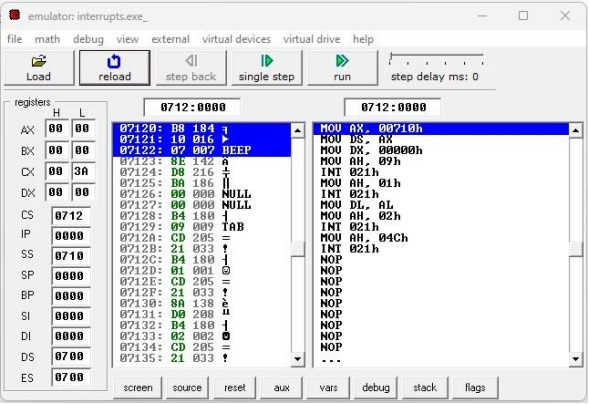 emulator: interrupts.exe_
file math debug view external virtual devices virtual drive help
Load reload step back single step run step delay ms: 0
registers
H L
AX 00 00
BX 00 00
CX 00 3A
DX 00 00
CS 0712
IP 0000
SS 0710
SP 0000
BP 0000
SI 0000
DI 0000
DS 0700
ES 0700
0712:0000
07120: B8 184 ╕
07121: 10 016 ►
07122: 07 007 BEEP
07123: 8E 142 Ä
07124: D8 216 ╪
07125: BA 186 ║
07126: 00 000 NULL
07127: 00 000 NULL
07128: B4 180 ┤
07129: 09 009 TAB
0712A: CD 205 ═
0712B: 21 033 !
0712C: B4 180 ┤
0712D: 01 001 ☺
0712E: CD 205 ═
0712F: 21 033 !
07130: 8A 138 è
07131: D0 208 ╨
07132: B4 180 ┤
07133: 02 002 ☻
07134: CD 205 ═
07135: 21 033 !
0712:0000
MOV AX, 00710h
MOV DS, AX
MOV DX, 00000h
MOV AH, 09h
INT 021h
MOV AH, 01h
INT 021h
MOV DL, AL
MOV AH, 02h
INT 021h
MOV AH, 04Ch
INT 021h
NOP
NOP
NOP
NOP
NOP
NOP
NOP
NOP
NOP
...
screen source reset aux vars debug stack flags